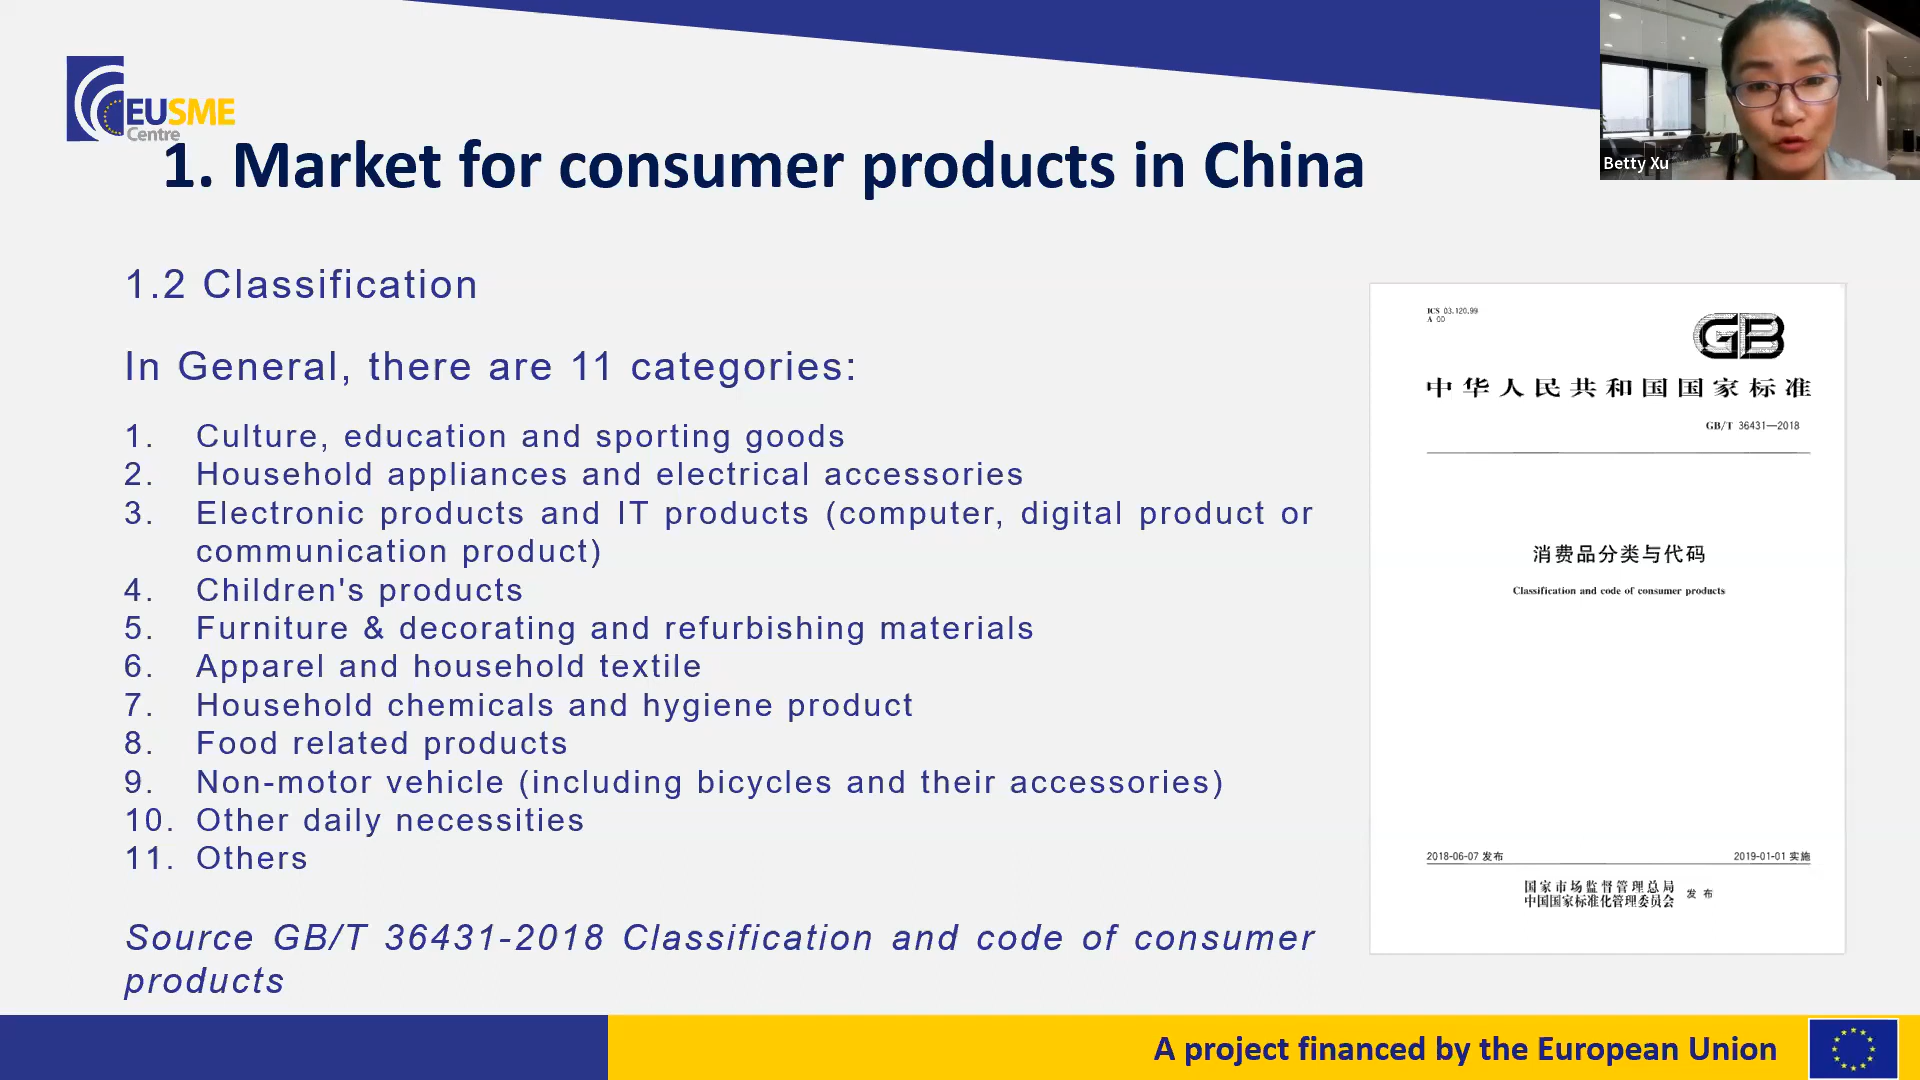 EUSME
Centre
1. Market for consumer products in China
Betty Xu
1.2 Classification
In General, there are 11 categories:
1. Culture, education and sporting goods
2. Household appliances and electrical accessories
3. Electronic products and IT products (computer, digital product or
communication product)
4. Children's products
5. Furniture & decorating and refurbishing materials
6. Apparel and household textile
7. Household chemicals and hygiene product
8. Food related products
9. Non-motor vehicle (including bicycles and their accessories)
10. Other daily necessities
11. Others
Source GB/T 36431-2018 Classification and code of consumer
products
ICS 03.120.99
A 00
GB
中华人民共和国国家标准
GB/T 36431—2018
消费品分类与代码
Classification and code of consumer products
2018-06-07 发布
2019-01-01 实施
国家市场监督管理总局
中国国家标准化管理委员会
发布
A project financed by the European Union